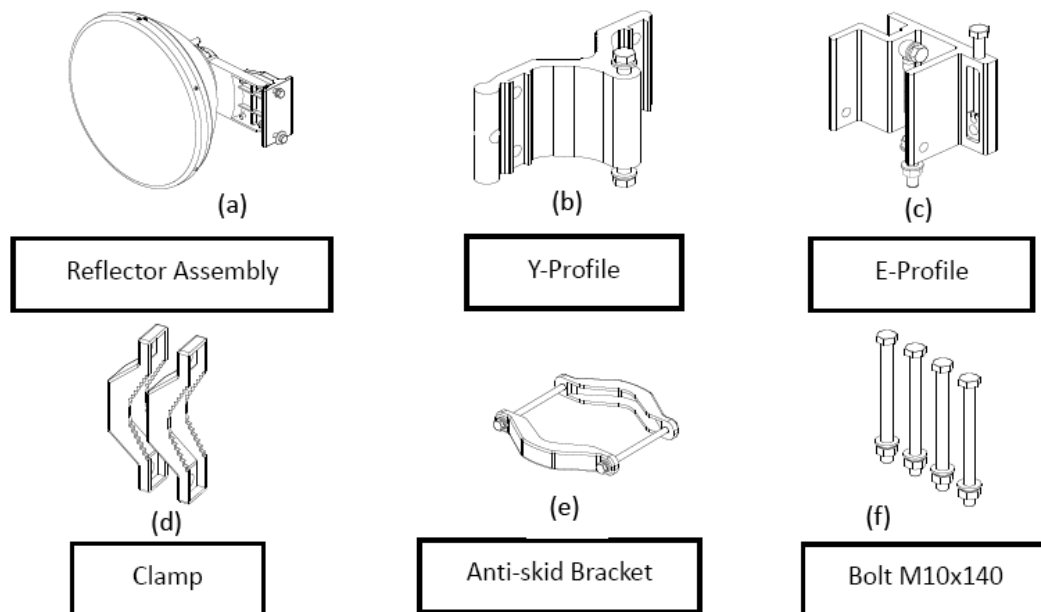 (a)
(b)
(c)
Reflector Assembly
Y-Profile
E-Profile
(d)
(e)
(f)
Clamp
Anti-skid Bracket
Bolt M10x140